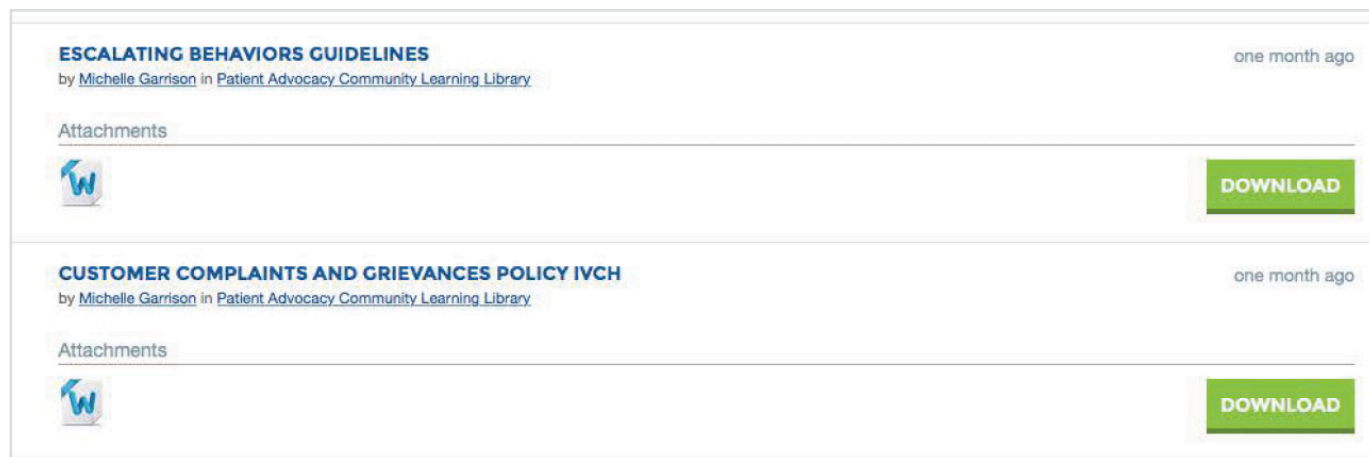 ESCALATING BEHAVIORS GUIDELINES
one month ago
by Michelle Garrison in Patient Advocacy Community Learning Library
Attachments
W
DOWNLOAD
CUSTOMER COMPLAINTS AND GRIEVANCES POLICY IVCH
one month ago
by Michelle Garrison in Patient Advocacy Community Learning Library
Attachments
W
DOWNLOAD